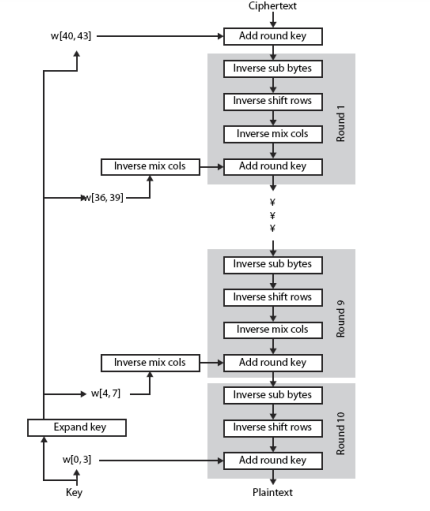 Ciphertext
w[40, 43]
Add round key
Inverse sub bytes
Inverse shift rows
Round 1
Inverse mix cols
Inverse mix cols
Add round key
w[36, 39]
¥
¥
¥
Inverse sub bytes
Inverse shift rows
Round 9
Inverse mix cols
Inverse mix cols
Add round key
w[4, 7]
Inverse sub bytes
Expand key
Inverse shift rows
Round 10
w[0, 3]
Add round key
Key
Plaintext